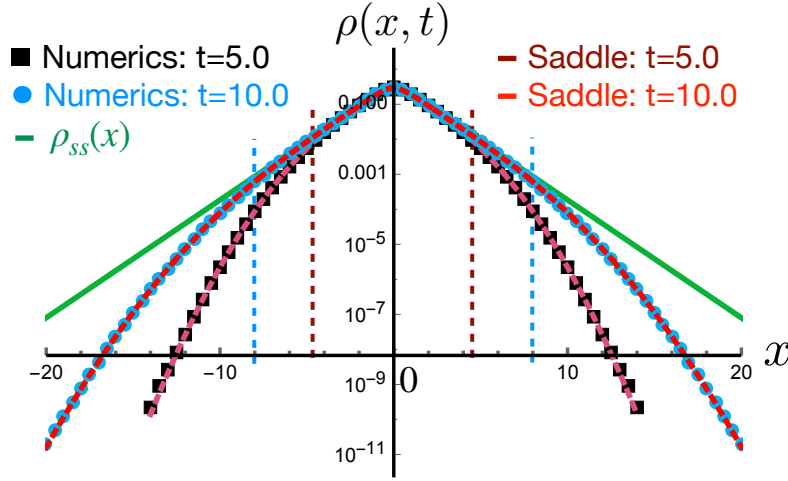 ρ(x, t)
Numerics: t=5.0
Saddle: t=5.0
Numerics: t=10.0
Saddle: t=10.0
ρss(x)
0.100
0.001
10⁻⁵
10⁻⁷
x
−20
−10
0
10
20
10⁻⁹
10⁻¹¹